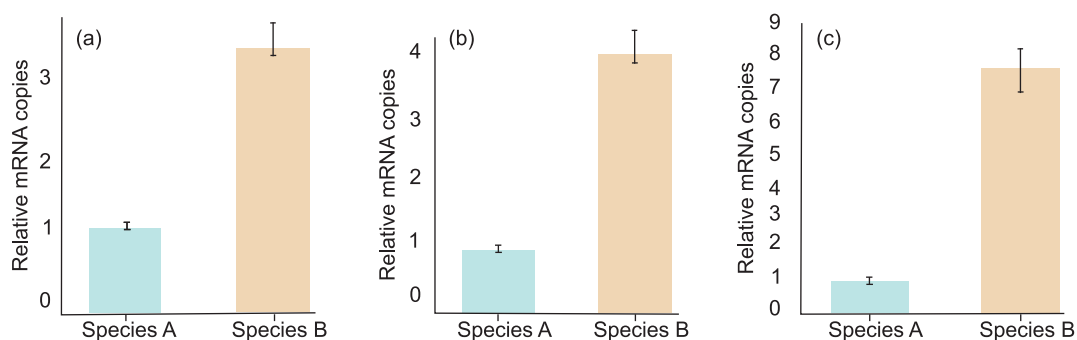 (a)
Relative mRNA copies
3
2
1
0
Species A
Species B
(b)
Relative mRNA copies
4
3
2
1
0
Species A
Species B
(c)
Relative mRNA copies
9
8
7
6
5
4
3
2
1
0
Species A
Species B